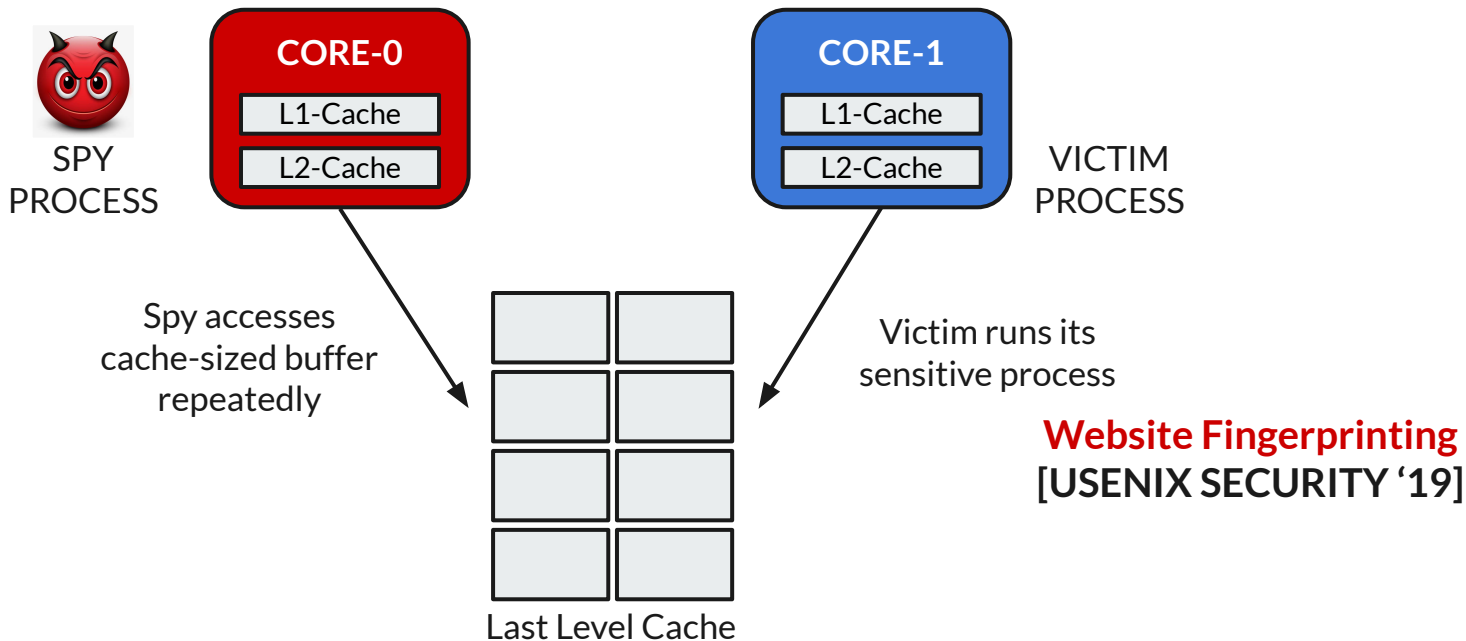 CORE-0
L1-Cache
L2-Cache
SPY
PROCESS
CORE-1
L1-Cache
L2-Cache
VICTIM
PROCESS
Spy accesses
cache-sized buffer
repeatedly
Victim runs its
sensitive process
Website Fingerprinting
[USENIX SECURITY ‘19]
Last Level Cache